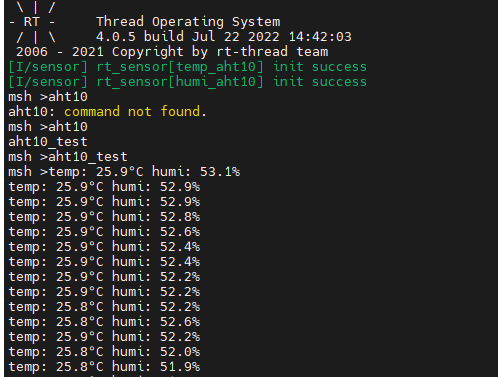 \ | /
- RT -     Thread Operating System
/ | \     4.0.5 build Jul 22 2022 14:42:03
2006 - 2021 Copyright by rt-thread team
[I/sensor] rt_sensor[temp_aht10] init success
[I/sensor] rt_sensor[humi_aht10] init success
msh >aht10
aht10: command not found.
msh >aht10
aht10_test
msh >aht10_test
msh >temp: 25.9°C humi: 53.1%
temp: 25.9°C humi: 52.9%
temp: 25.9°C humi: 52.9%
temp: 25.9°C humi: 52.8%
temp: 25.9°C humi: 52.6%
temp: 25.9°C humi: 52.4%
temp: 25.9°C humi: 52.4%
temp: 25.9°C humi: 52.2%
temp: 25.9°C humi: 52.2%
temp: 25.8°C humi: 52.2%
temp: 25.8°C humi: 52.6%
temp: 25.9°C humi: 52.2%
temp: 25.8°C humi: 52.0%
temp: 25.8°C humi: 51.9%